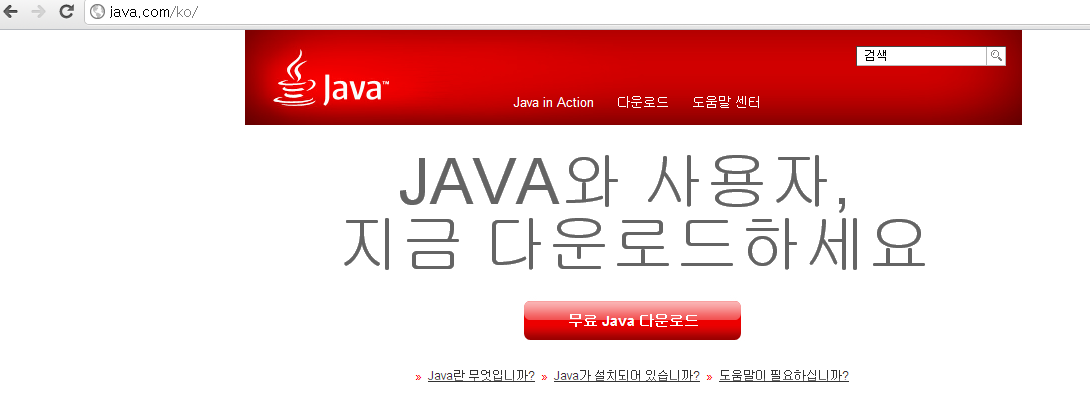 java.com/ko/
검색
Java™
Java in Action 다운로드 도움말 센터
JAVA와 사용자,
지금 다운로드하세요
무료 Java 다운로드
» Java란 무엇입니까? » Java가 설치되어 있습니까? » 도움말이 필요하십니까?